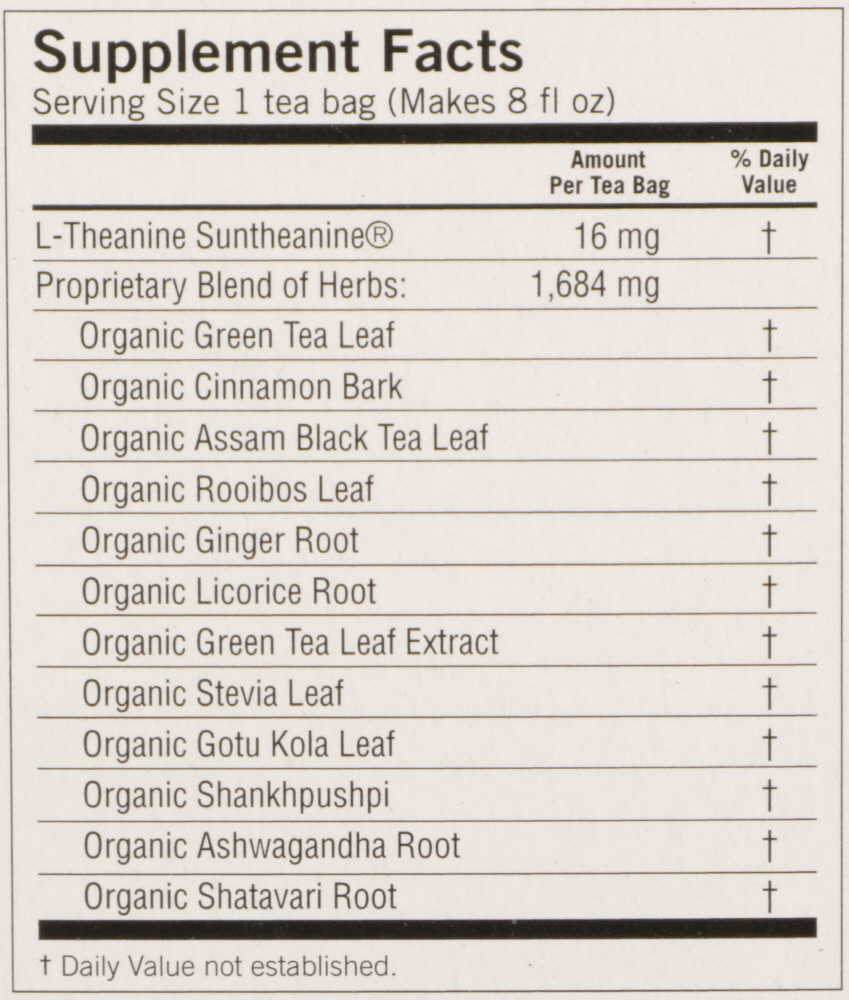 Supplement Facts
Serving Size 1 tea bag (Makes 8 fl oz)
Amount Per Tea Bag % Daily Value
L-Theanine Suntheanine® 16 mg †
Proprietary Blend of Herbs: 1,684 mg
Organic Green Tea Leaf †
Organic Cinnamon Bark †
Organic Assam Black Tea Leaf †
Organic Rooibos Leaf †
Organic Ginger Root †
Organic Licorice Root †
Organic Green Tea Leaf Extract †
Organic Stevia Leaf †
Organic Gotu Kola Leaf †
Organic Shankhpushpi †
Organic Ashwagandha Root †
Organic Shatavari Root †
† Daily Value not established.